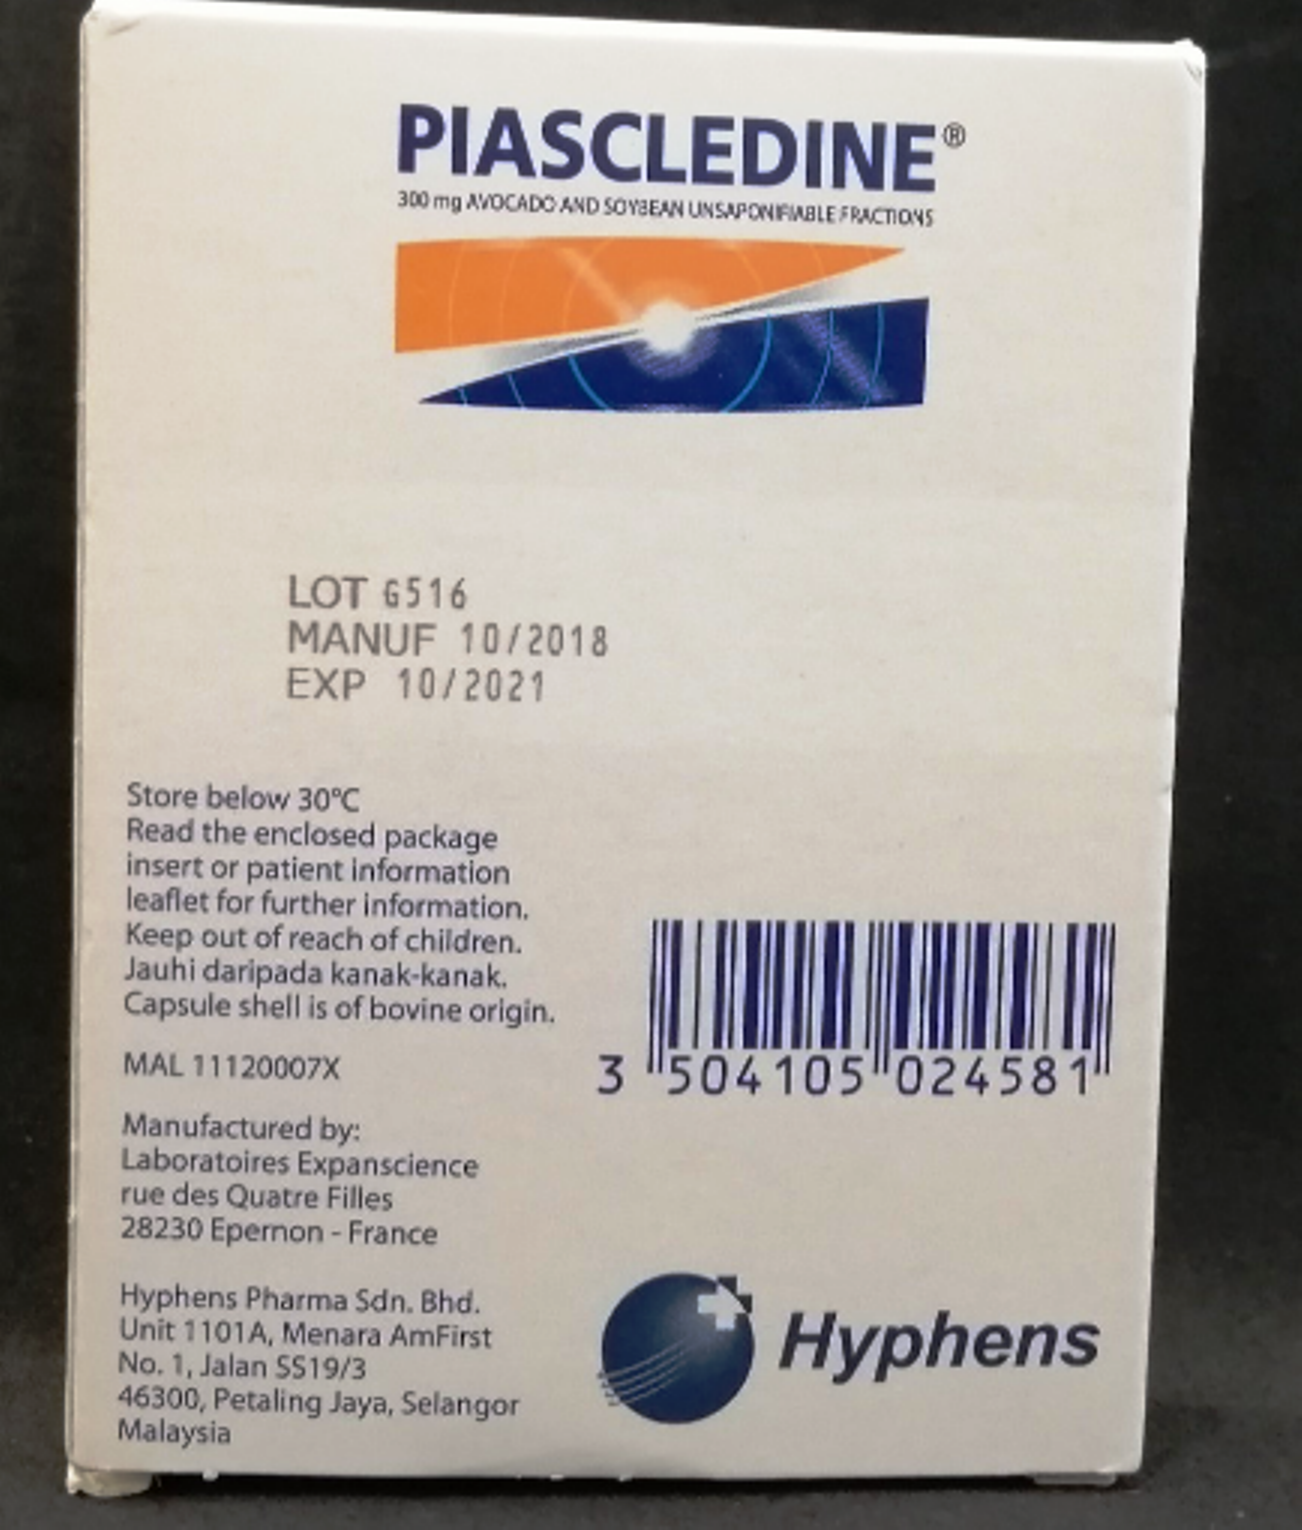 PIASCLEDINE®
300 mg AVOCADO AND SOYBEAN UNSAPONIFIABLE FRACTIONS
LOT G516
MANUF 10/2018
EXP 10/2021
Store below 30°C
Read the enclosed package
insert or patient information
leaflet for further information.
Keep out of reach of children.
Jauhi daripada kanak-kanak.
Capsule shell is of bovine origin.
MAL 11120007X
3 504105 024581
Manufactured by:
Laboratoires Expanscience
rue des Quatre Filles
28230 Epernon - France
Hyphens Pharma Sdn. Bhd.
Unit 1101A, Menara AmFirst
No. 1, Jalan SS19/3
46300, Petaling Jaya, Selangor
Malaysia
Hyphens